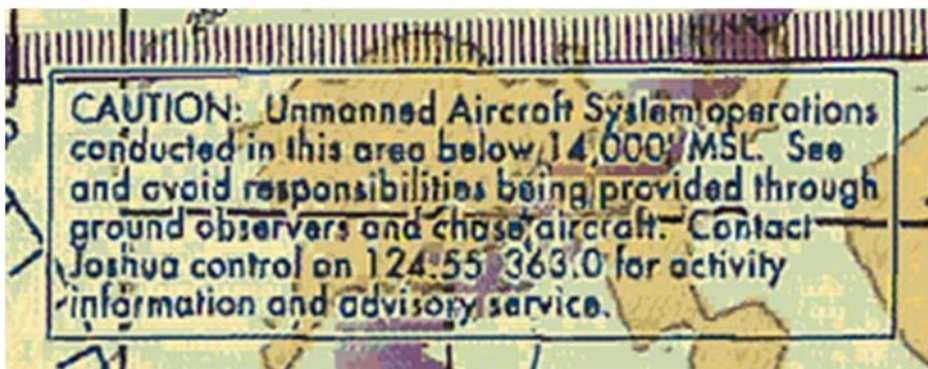 CAUTION: Unmanned Aircraft System operations
conducted in this area below 14,000' MSL. See
and avoid responsibilities being provided through
ground observers and chase aircraft. Contact
Joshua control on 124.55 363.0 for activity
information and advisory service.